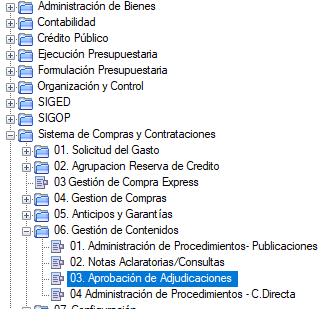 Administración de Bienes
Contabilidad
Crédito Público
Ejecución Presupuestaria
Formulación Presupuestaria
Organización y Control
SIGED
SIGOP
Sistema de Compras y Contrataciones
01. Solicitud del Gasto
02. Agrupacion Reserva de Credito
03 Gestión de Compra Express
04. Gestion de Compras
05. Anticipos y Garantías
06. Gestión de Contenidos
01. Administración de Procedimientos- Publicaciones
02. Notas Aclaratorias/Consultas
03. Aprobación de Adjudicaciones
04 Administración de Procedimientos - C.Directa
07. Configuración